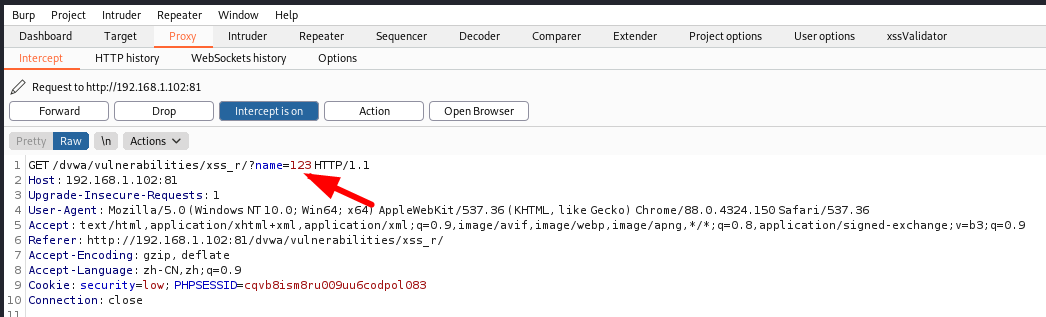 Burp Project Intruder Repeater Window Help
Dashboard Target Proxy Intruder Repeater Sequencer Decoder Comparer Extender Project options User options xssValidator
Intercept HTTP history WebSockets history Options
Request to http://192.168.1.102:81
Forward Drop Intercept is on Action Open Browser
Pretty Raw \n Actions
1 GET /dvwa/vulnerabilities/xss_r/?name=123 HTTP/1.1
2 Host: 192.168.1.102:81
3 Upgrade-Insecure-Requests: 1
4 User-Agent: Mozilla/5.0 (Windows NT 10.0; Win64; x64) AppleWebKit/537.36 (KHTML, like Gecko) Chrome/88.0.4324.150 Safari/537.36
5 Accept: text/html,application/xhtml+xml,application/xml;q=0.9,image/avif,image/webp,image/apng,*/*;q=0.8,application/signed-exchange;v=b3;q=0.9
6 Referer: http://192.168.1.102:81/dvwa/vulnerabilities/xss_r/
7 Accept-Encoding: gzip, deflate
8 Accept-Language: zh-CN,zh;q=0.9
9 Cookie: security=low; PHPSESSID=cqvb8ism8ru009uu6codpol083
10 Connection: close
11